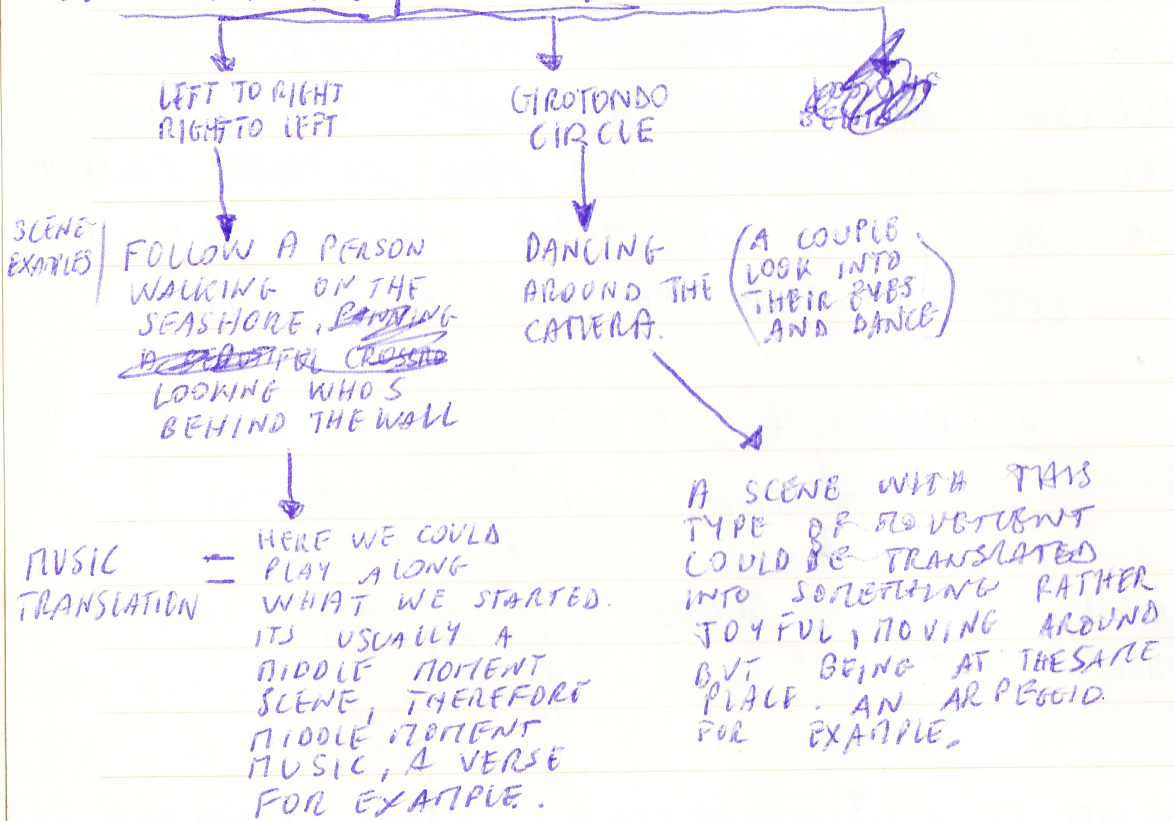 LEFT TO RIGHT
RIGHT TO LEFT
GIROTONDO
CIRCLE
SCENE
EXAMPLES
FOLLOW A PERSON
WALKING ON THE
SEASHORE,
LOOKING WHOS
BEHIND THE WALL
DANCING
AROUND THE
CAMERA.
(A COUPLE
LOOK INTO
THEIR EYES
AND DANCE)
MUSIC =
TRANSLATION
HERE WE COULD
PLAY ALONG
WHAT WE STARTED.
ITS USUALLY A
MIDDLE MOMENT
SCENE, THEREFORE
MIDDLE MOMENT
MUSIC, A VERSE
FOR EXAMPLE.
A SCENE WITH THIS
TYPE OF MOVEMENT
COULD BE TRANSLATED
INTO SOMETHING RATHER
JOYFUL, MOVING AROUND
BUT BEING AT THE SAME
PLACE. AN ARPEGGIO.
FOR EXAMPLE.